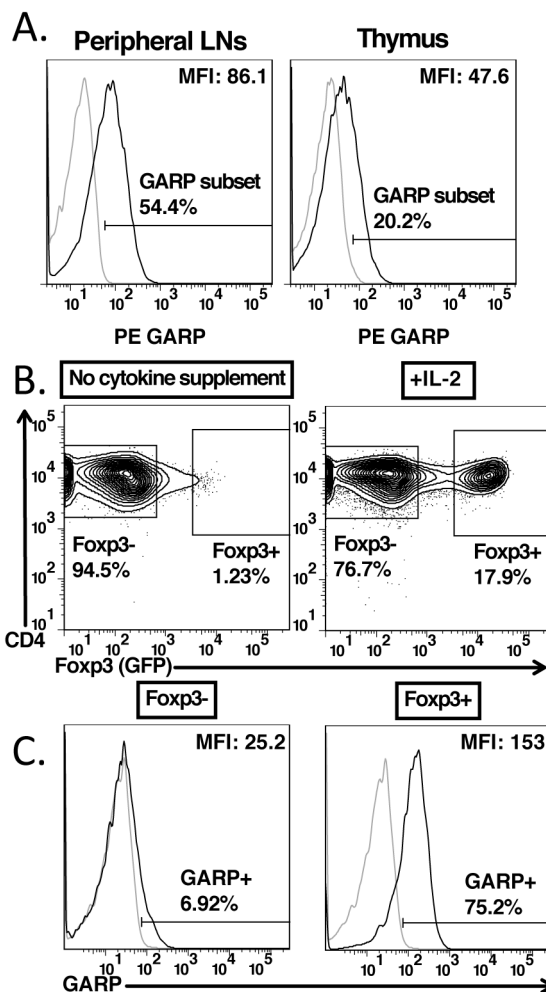 A.
Peripheral LNs Thymus
MFI: 86.1 MFI: 47.6
GARP subset
54.4%
GARP subset
20.2%
10^1 10^2 10^3 10^4 10^5 10^1 10^2 10^3 10^4 10^5
PE GARP PE GARP
B.
No cytokine supplement +IL-2
10^5 10^5
10^4 10^4
10^3 10^3
Foxp3- Foxp3+ Foxp3- Foxp3+
94.5% 1.23% 76.7% 17.9%
10^2 10^2
10^1 10^1
CD4
10^1 10^2 10^3 10^4 10^5 10^1 10^2 10^3 10^4 10^5
Foxp3 (GFP)
Foxp3- Foxp3+
C.
MFI: 25.2 MFI: 153
GARP+ GARP+
6.92% 75.2%
10^1 10^2 10^3 10^4 10^5 10^1 10^2 10^3 10^4 10^5
GARP